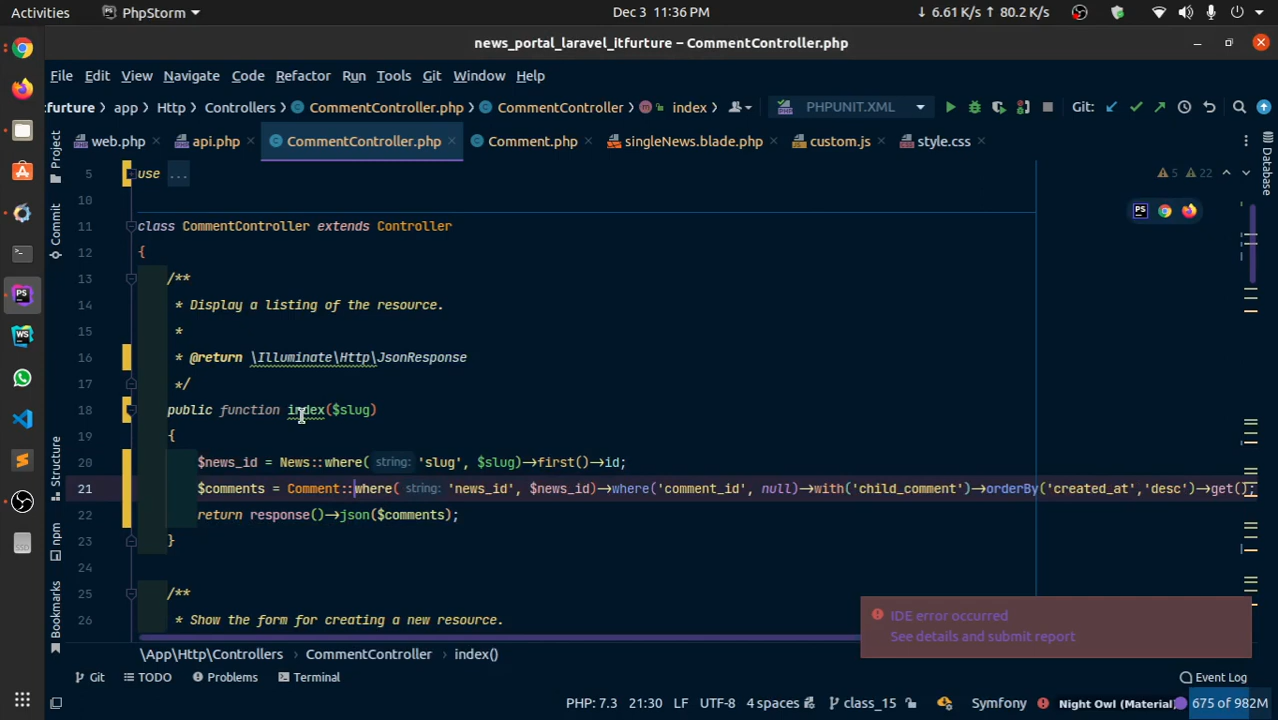 Activities PhpStorm Dec 3 11:36 PM ↓ 6.61 K/s ↑ 80.2 K/s
news_portal_laravel_itfurture – CommentController.php
File Edit View Navigate Code Refactor Run Tools Git Window Help
tfurture app Http Controllers CommentController.php CommentController index PHPUNIT.XML Git:
web.php api.php CommentController.php Comment.php singleNews.blade.php custom.js style.css
5 use ... 5 22
10
11 class CommentController extends Controller
12 {
13 /**
14 * Display a listing of the resource.
15 *
16 * @return \Illuminate\Http\JsonResponse
17 */
18 public function index($slug)
19 {
20 $news_id = News::where( string: 'slug', $slug)→first()→id;
21 $comments = Comment::where( string: 'news_id', $news_id)→where('comment_id', null)→with('child_comment')→orderBy('created_at','desc')→get();
22 return response()→json($comments);
23 }
24
25 /**
26 * Show the form for creating a new resource.
Project
Commit
Structure
npm
Bookmarks
Database
PS
WS
SSD
IDE error occurred
See details and submit report
\App\Http\Controllers CommentController index()
Git TODO Problems Terminal Event Log
PHP: 7.3 21:30 LF UTF-8 4 spaces class_15 Symfony Night Owl (Material) 675 of 982M